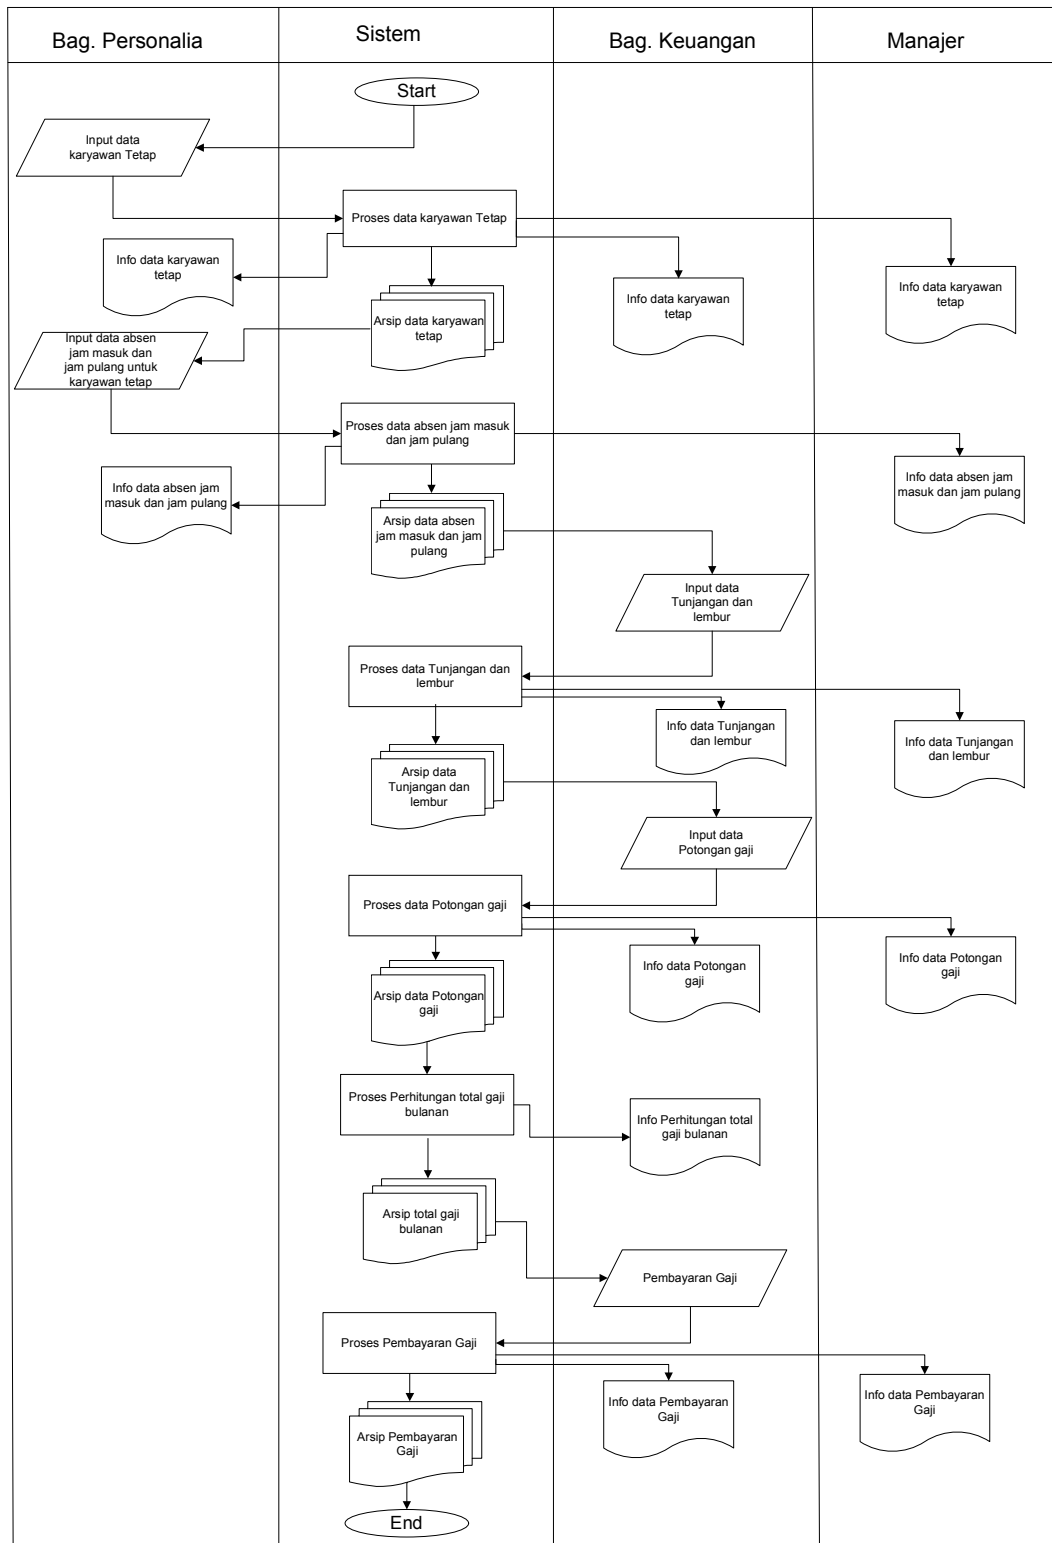 Bag. Personalia
Sistem
Bag. Keuangan
Manajer
Start
Input data
karyawan Tetap
Proses data karyawan Tetap
Info data karyawan
tetap
Arsip data karyawan
tetap
Info data karyawan
tetap
Info data karyawan
tetap
Input data absen
jam masuk dan
jam pulang untuk
karyawan tetap
Proses data absen jam masuk
dan jam pulang
Info data absen jam
masuk dan jam pulang
Arsip data absen
jam masuk dan jam
pulang
Info data absen jam
masuk dan jam pulang
Input data
Tunjangan dan
lembur
Proses data Tunjangan dan
lembur
Info data Tunjangan
dan lembur
Info data Tunjangan
dan lembur
Arsip data
Tunjangan dan
lembur
Input data
Potongan gaji
Proses data Potongan gaji
Info data Potongan
gaji
Info data Potongan
gaji
Arsip data Potongan
gaji
Proses Perhitungan total gaji
bulanan
Info Perhitungan total
gaji bulanan
Arsip total gaji
bulanan
Pembayaran Gaji
Proses Pembayaran Gaji
Info data Pembayaran
Gaji
Info data Pembayaran
Gaji
Arsip Pembayaran
Gaji
End